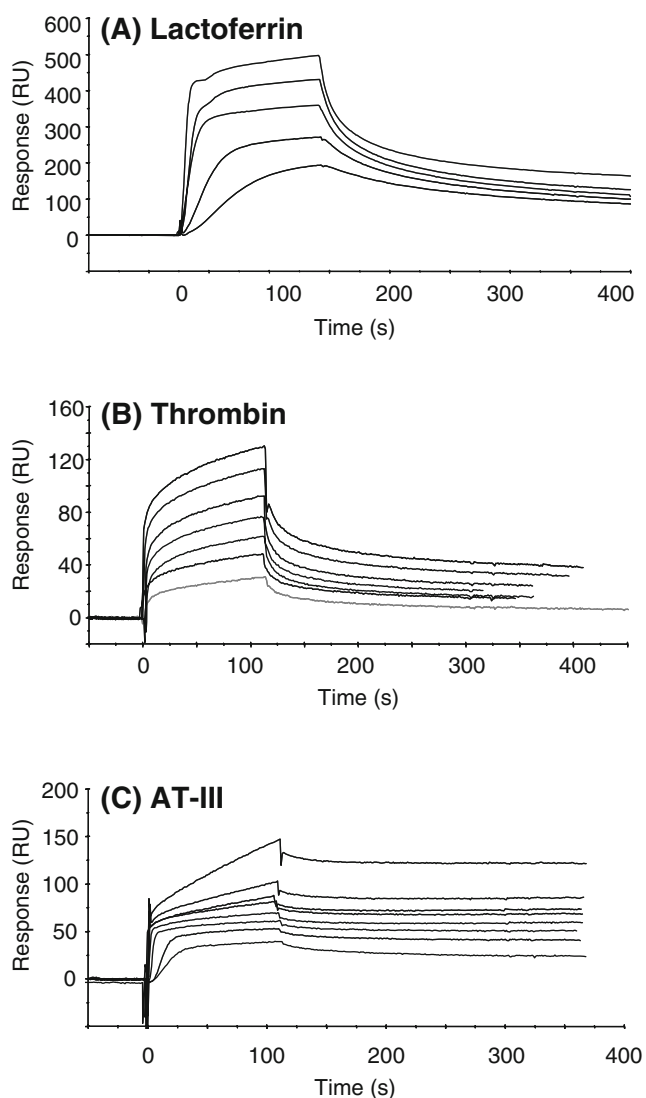 (A) Lactoferrin
Response (RU)
600
500
400
300
200
100
0
0 100 200 300 400
Time (s)
(B) Thrombin
Response (RU)
160
120
80
40
0
0 100 200 300 400
Time (s)
(C) AT-III
Response (RU)
200
150
100
50
0
0 100 200 300 400
Time (s)